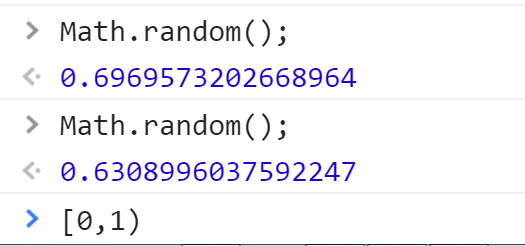 > Math.random();
<· 0.6969573202668964
> Math.random();
<· 0.6308996037592247
> [0,1)